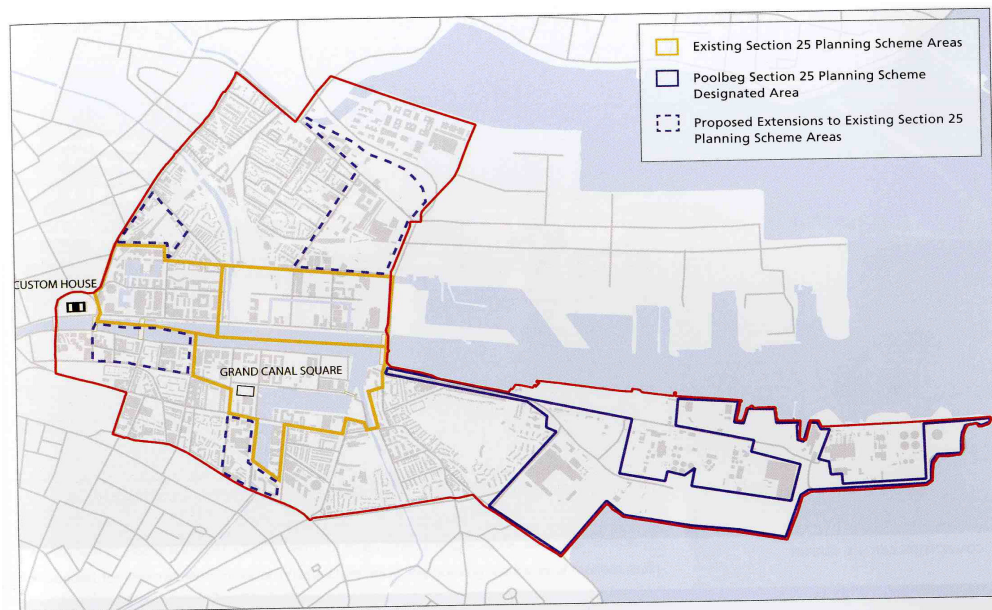 Existing Section 25 Planning Scheme Areas
Poolbeg Section 25 Planning Scheme
Designated Area
Proposed Extensions to Existing Section 25
Planning Scheme Areas
CUSTOM HOUSE
GRAND CANAL SQUARE